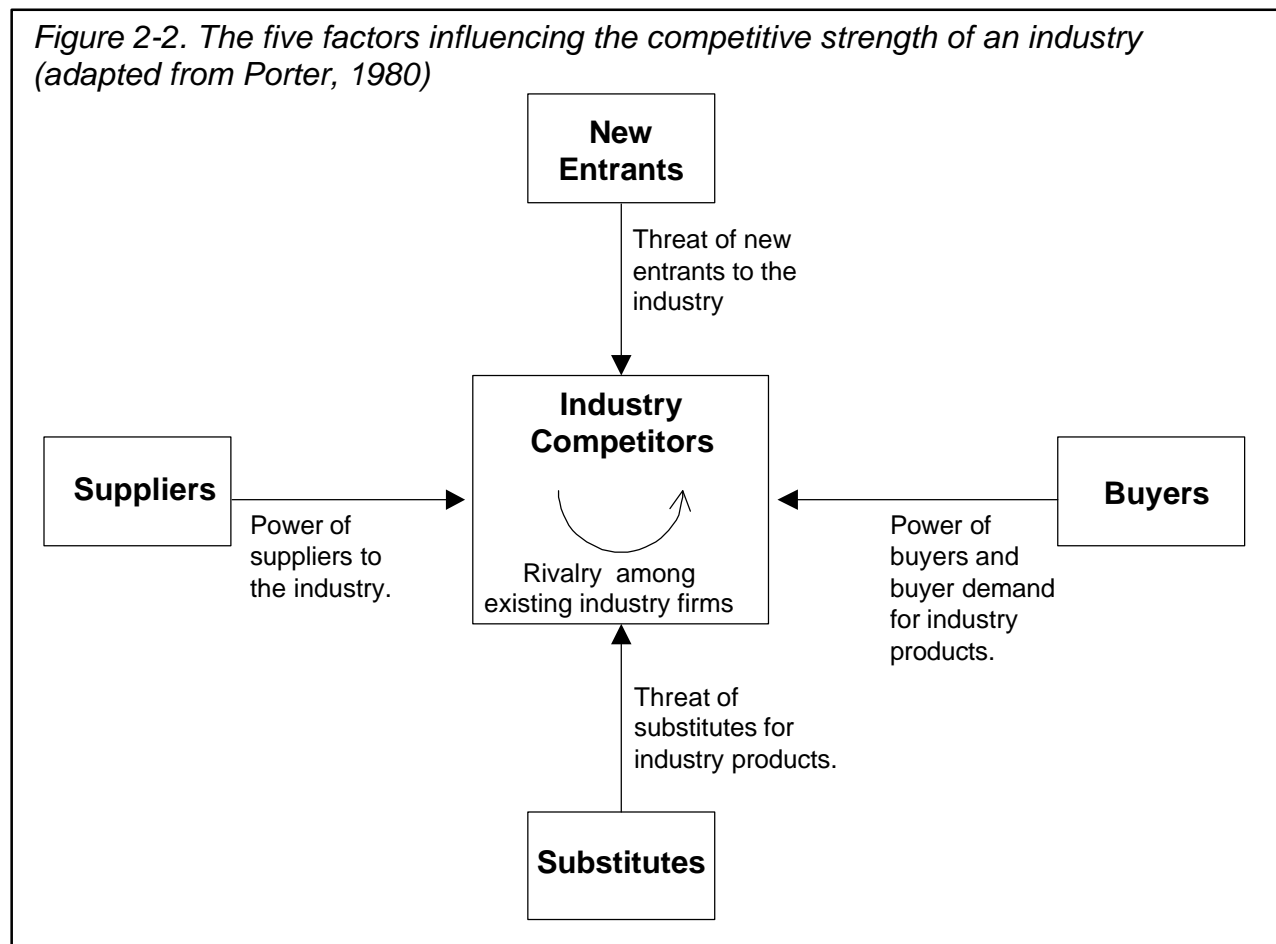 Figure 2-2. The five factors influencing the competitive strength of an industry
(adapted from Porter, 1980)
New
Entrants
Threat of new
entrants to the
industry
Industry
Competitors
Rivalry among
existing industry firms
Suppliers
Power of
suppliers to
the industry.
Buyers
Power of
buyers and
buyer demand
for industry
products.
Threat of
substitutes for
industry products.
Substitutes